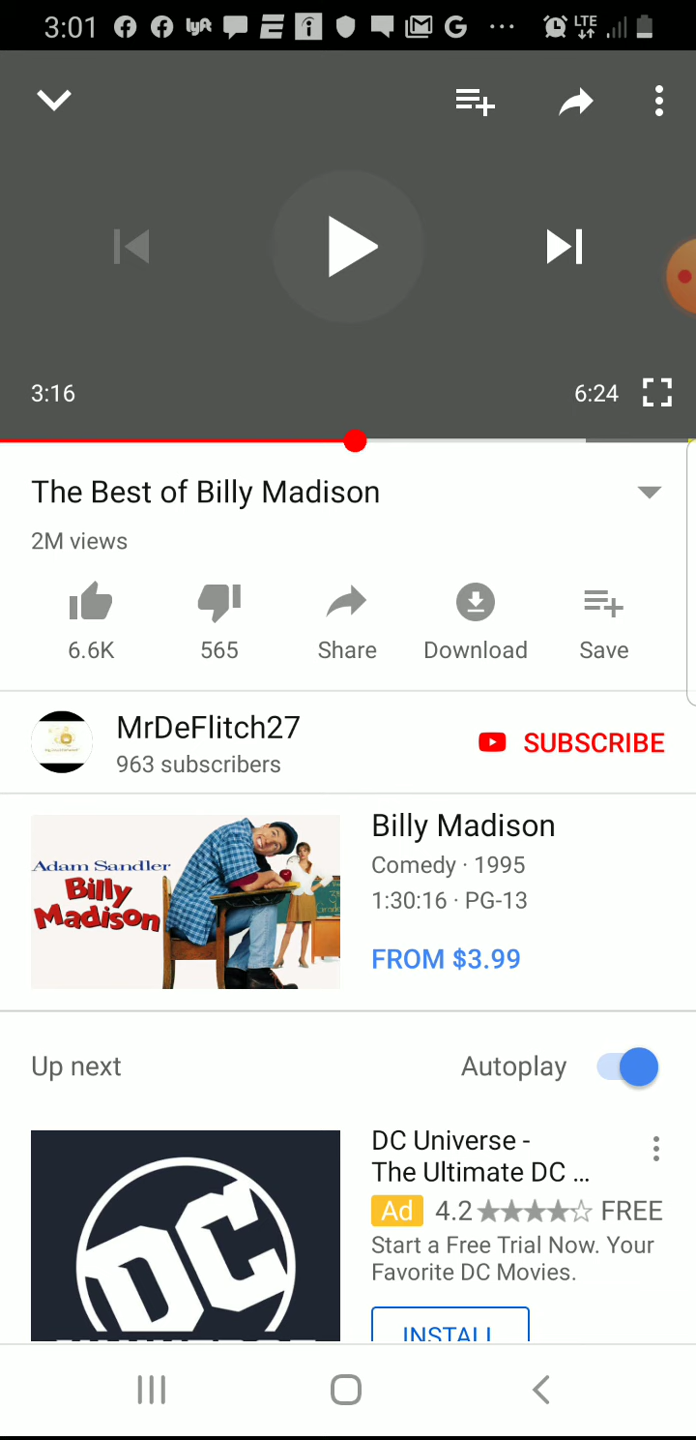 3:01 LTE
3:16 6:24
The Best of Billy Madison
2M views
6.6K 565 Share Download Save
MrDeFlitch27
963 subscribers
SUBSCRIBE
Adam Sandler
Billy
Madison
Billy Madison
Comedy · 1995
1:30:16 · PG-13
FROM $3.99
Up next Autoplay
DC
DC Universe -
The Ultimate DC ...
Ad 4.2 FREE
Start a Free Trial Now. Your
Favorite DC Movies.
INSTALL